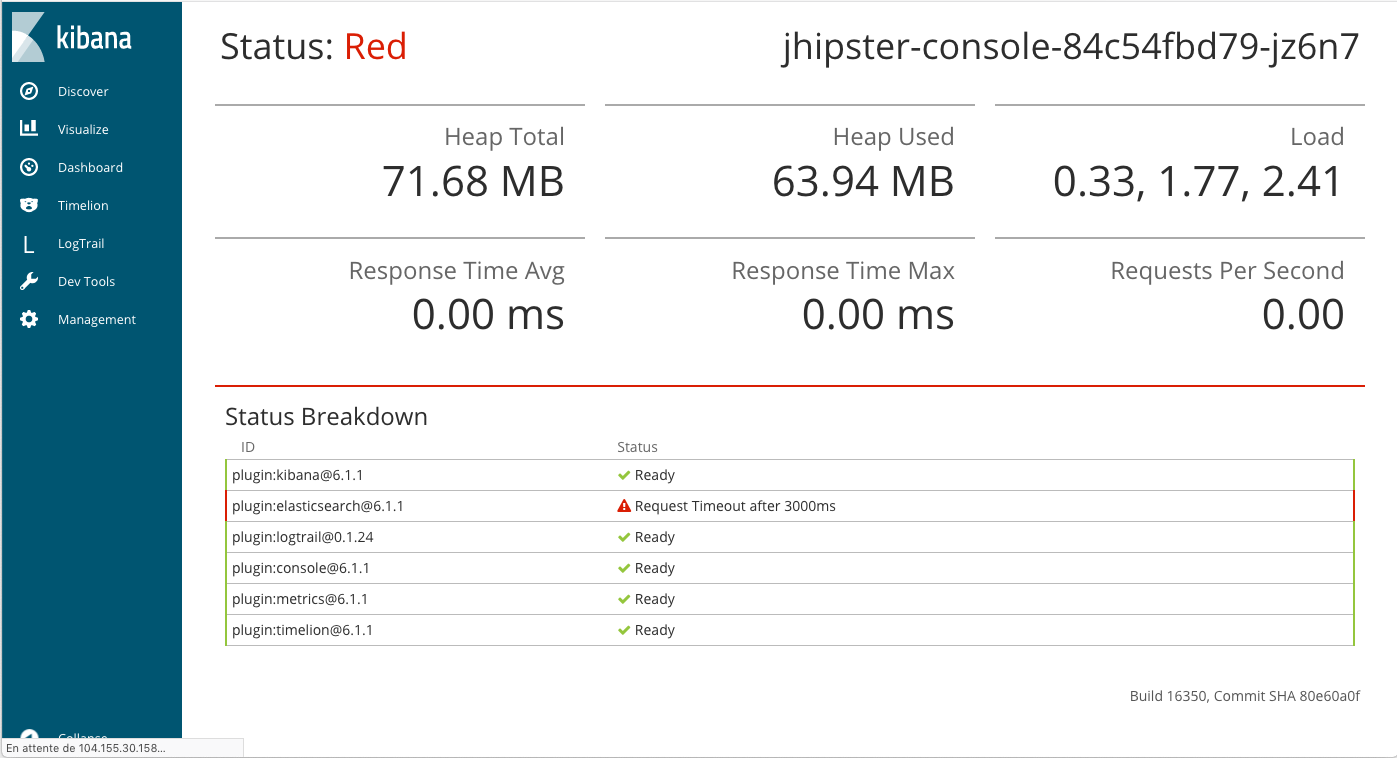 kibana
Discover
Visualize
Dashboard
Timelion
LogTrail
Dev Tools
Management
Collapse
En attente de 104.155.30.158...
Status: Red
jhipster-console-84c54fbd79-jz6n7
Heap Total
71.68 MB
Heap Used
63.94 MB
Load
0.33, 1.77, 2.41
Response Time Avg
0.00 ms
Response Time Max
0.00 ms
Requests Per Second
0.00
Status Breakdown
ID Status
plugin:kibana@6.1.1 Ready
plugin:elasticsearch@6.1.1 Request Timeout after 3000ms
plugin:logtrail@0.1.24 Ready
plugin:console@6.1.1 Ready
plugin:metrics@6.1.1 Ready
plugin:timelion@6.1.1 Ready
Build 16350, Commit SHA 80e60a0f